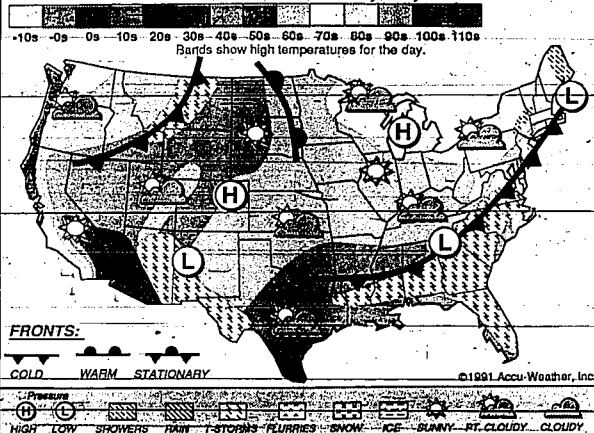 -10s -0s 0s 10s 20s 30s 40s 50s 60s 70s 80s 90s 100s 110s
Bands show high temperatures for the day.
L
H
H
L
L
FRONTS:
COLD WARM STATIONARY
©1991 Accu-Weather, Inc
Pressure
H L
HIGH LOW SHOWERS RAIN T-STORMS FLURRIES SNOW ICE SUNNY PT. CLOUDY CLOUDY